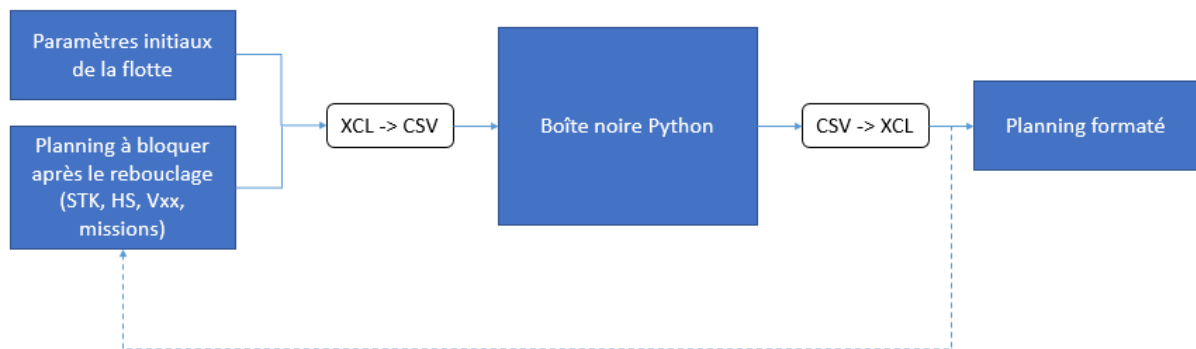 Paramètres initiaux
de la flotte
Planning à bloquer
après le rebouclage
(STK, HS, Vxx,
missions)
XCL -> CSV
Boîte noire Python
CSV -> XCL
Planning formaté